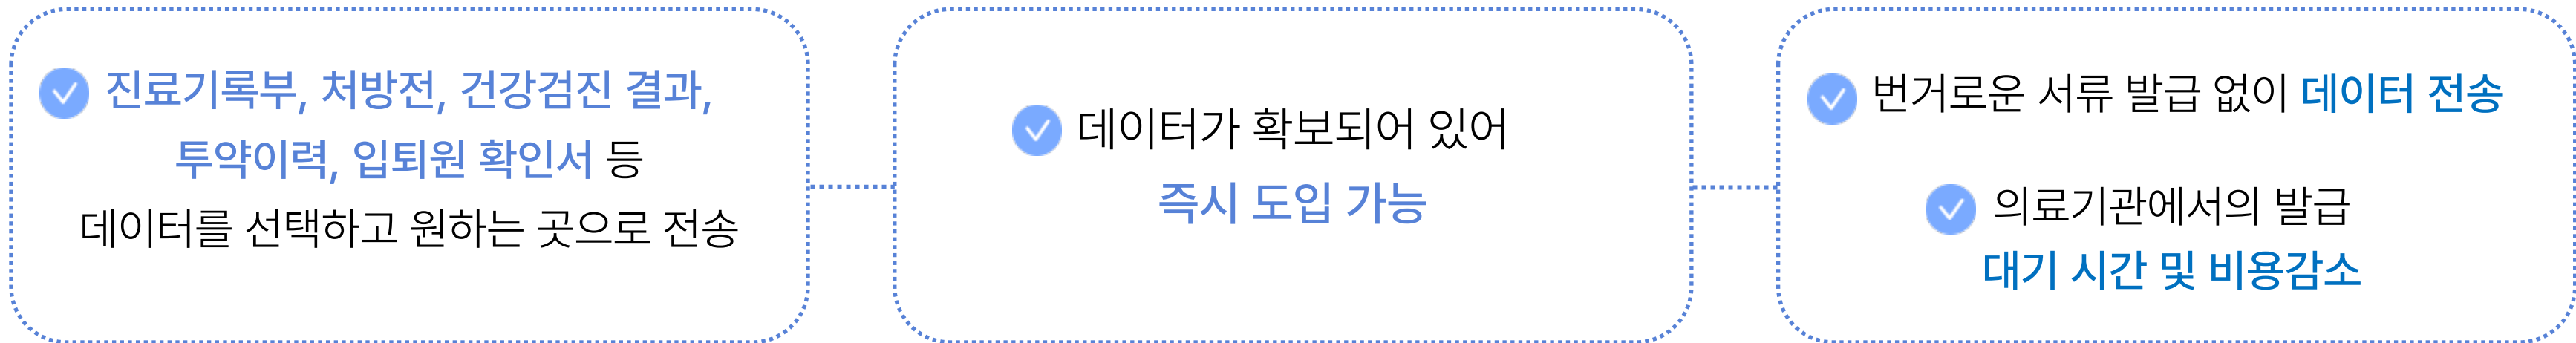 진료기록부, 처방전, 건강검진 결과,
투약이력, 입퇴원 확인서 등
데이터를 선택하고 원하는 곳으로 전송
데이터가 확보되어 있어
즉시 도입 가능
번거로운 서류 발급 없이 데이터 전송
의료기관에서의 발급
대기 시간 및 비용감소